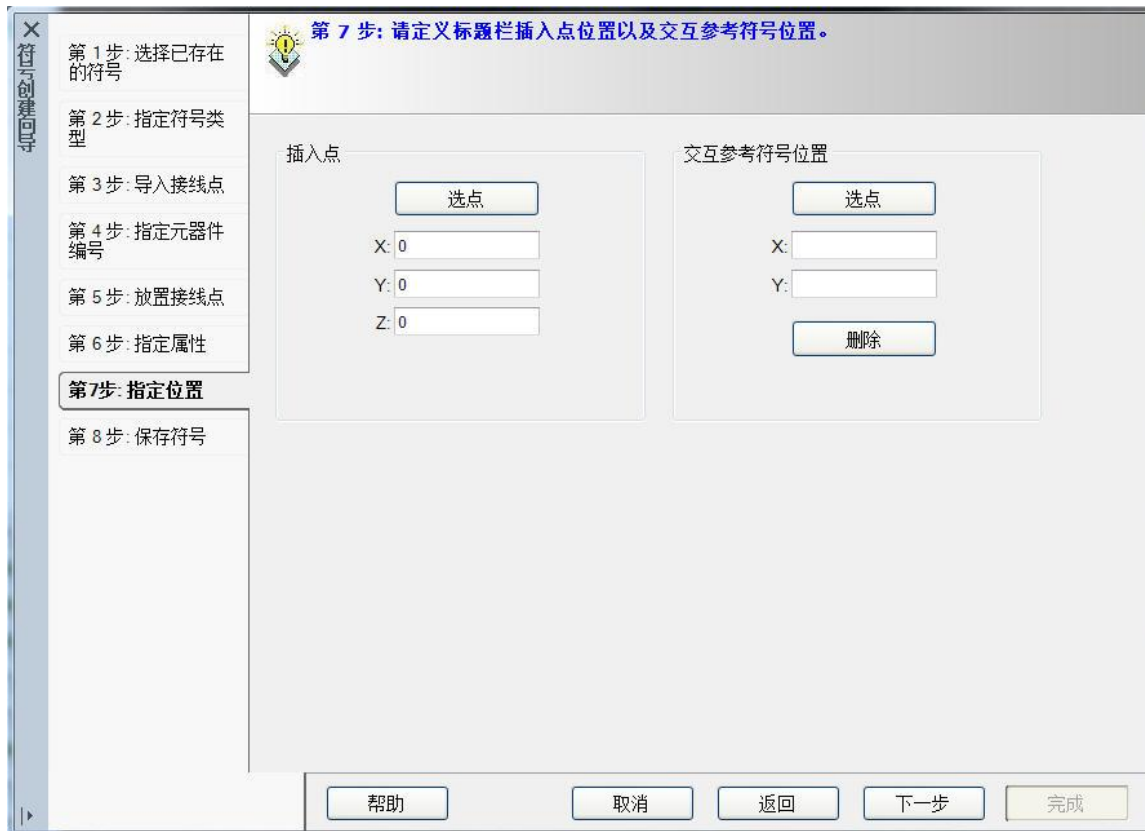 符号创建向导
第 1 步: 选择已存在
的符号
第 2 步: 指定符号类
型
第 3 步: 导入接线点
第 4 步: 指定元器件
编号
第 5 步: 放置接线点
第 6 步: 指定属性
第7步: 指定位置
第 8 步: 保存符号
第 7 步: 请定义标题栏插入点位置以及交互参考符号位置。
插入点
选点
X: 0
Y: 0
Z: 0
交互参考符号位置
选点
X:
Y:
删除
帮助
取消
返回
下一步
完成